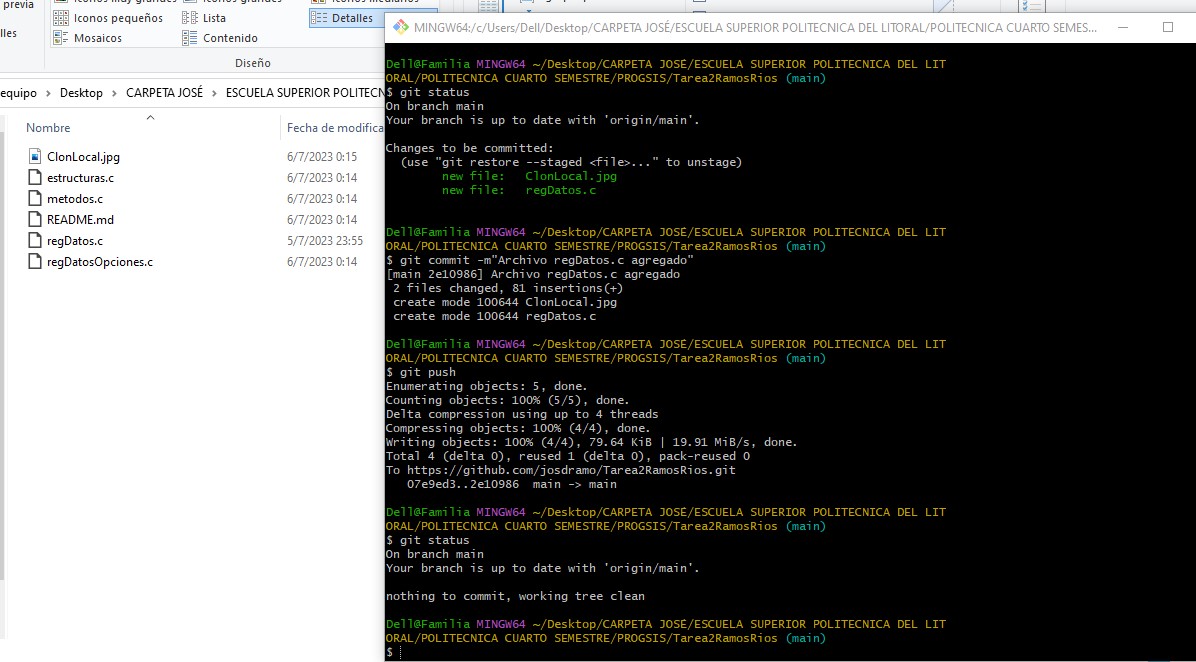 previa
lles
Iconos muy grandes
Iconos grandes
Iconos medianos
Iconos pequeños
Lista
Detalles
Mosaicos
Contenido
Diseño
equipo > Desktop > CARPETA JOSÉ > ESCUELA SUPERIOR POLITECN
Nombre
Fecha de modifica
ClonLocal.jpg 6/7/2023 0:15
estructuras.c 6/7/2023 0:14
metodos.c 6/7/2023 0:14
README.md 6/7/2023 0:14
regDatos.c 5/7/2023 23:55
regDatosOpciones.c 6/7/2023 0:14
MINGW64:/c/Users/Dell/Desktop/CARPETA JOSÉ/ESCUELA SUPERIOR POLITECNICA DEL LITORAL/POLITECNICA CUARTO SEMES...
Dell@Familia MINGW64 ~/Desktop/CARPETA JOSÉ/ESCUELA SUPERIOR POLITECNICA DEL LIT
ORAL/POLITECNICA CUARTO SEMESTRE/PROGSIS/Tarea2RamosRios (main)
$ git status
On branch main
Your branch is up to date with 'origin/main'.
Changes to be committed:
(use "git restore --staged <file>..." to unstage)
new file: ClonLocal.jpg
new file: regDatos.c
Dell@Familia MINGW64 ~/Desktop/CARPETA JOSÉ/ESCUELA SUPERIOR POLITECNICA DEL LIT
ORAL/POLITECNICA CUARTO SEMESTRE/PROGSIS/Tarea2RamosRios (main)
$ git commit -m"Archivo regDatos.c agregado"
[main 2e10986] Archivo regDatos.c agregado
2 files changed, 81 insertions(+)
create mode 100644 ClonLocal.jpg
create mode 100644 regDatos.c
Dell@Familia MINGW64 ~/Desktop/CARPETA JOSÉ/ESCUELA SUPERIOR POLITECNICA DEL LIT
ORAL/POLITECNICA CUARTO SEMESTRE/PROGSIS/Tarea2RamosRios (main)
$ git push
Enumerating objects: 5, done.
Counting objects: 100% (5/5), done.
Delta compression using up to 4 threads
Compressing objects: 100% (4/4), done.
Writing objects: 100% (4/4), 79.64 KiB | 19.91 MiB/s, done.
Total 4 (delta 0), reused 1 (delta 0), pack-reused 0
To https://github.com/josdramo/Tarea2RamosRios.git
07e9ed3..2e10986 main -> main
Dell@Familia MINGW64 ~/Desktop/CARPETA JOSÉ/ESCUELA SUPERIOR POLITECNICA DEL LIT
ORAL/POLITECNICA CUARTO SEMESTRE/PROGSIS/Tarea2RamosRios (main)
$ git status
On branch main
Your branch is up to date with 'origin/main'.
nothing to commit, working tree clean
Dell@Familia MINGW64 ~/Desktop/CARPETA JOSÉ/ESCUELA SUPERIOR POLITECNICA DEL LIT
ORAL/POLITECNICA CUARTO SEMESTRE/PROGSIS/Tarea2RamosRios (main)
$